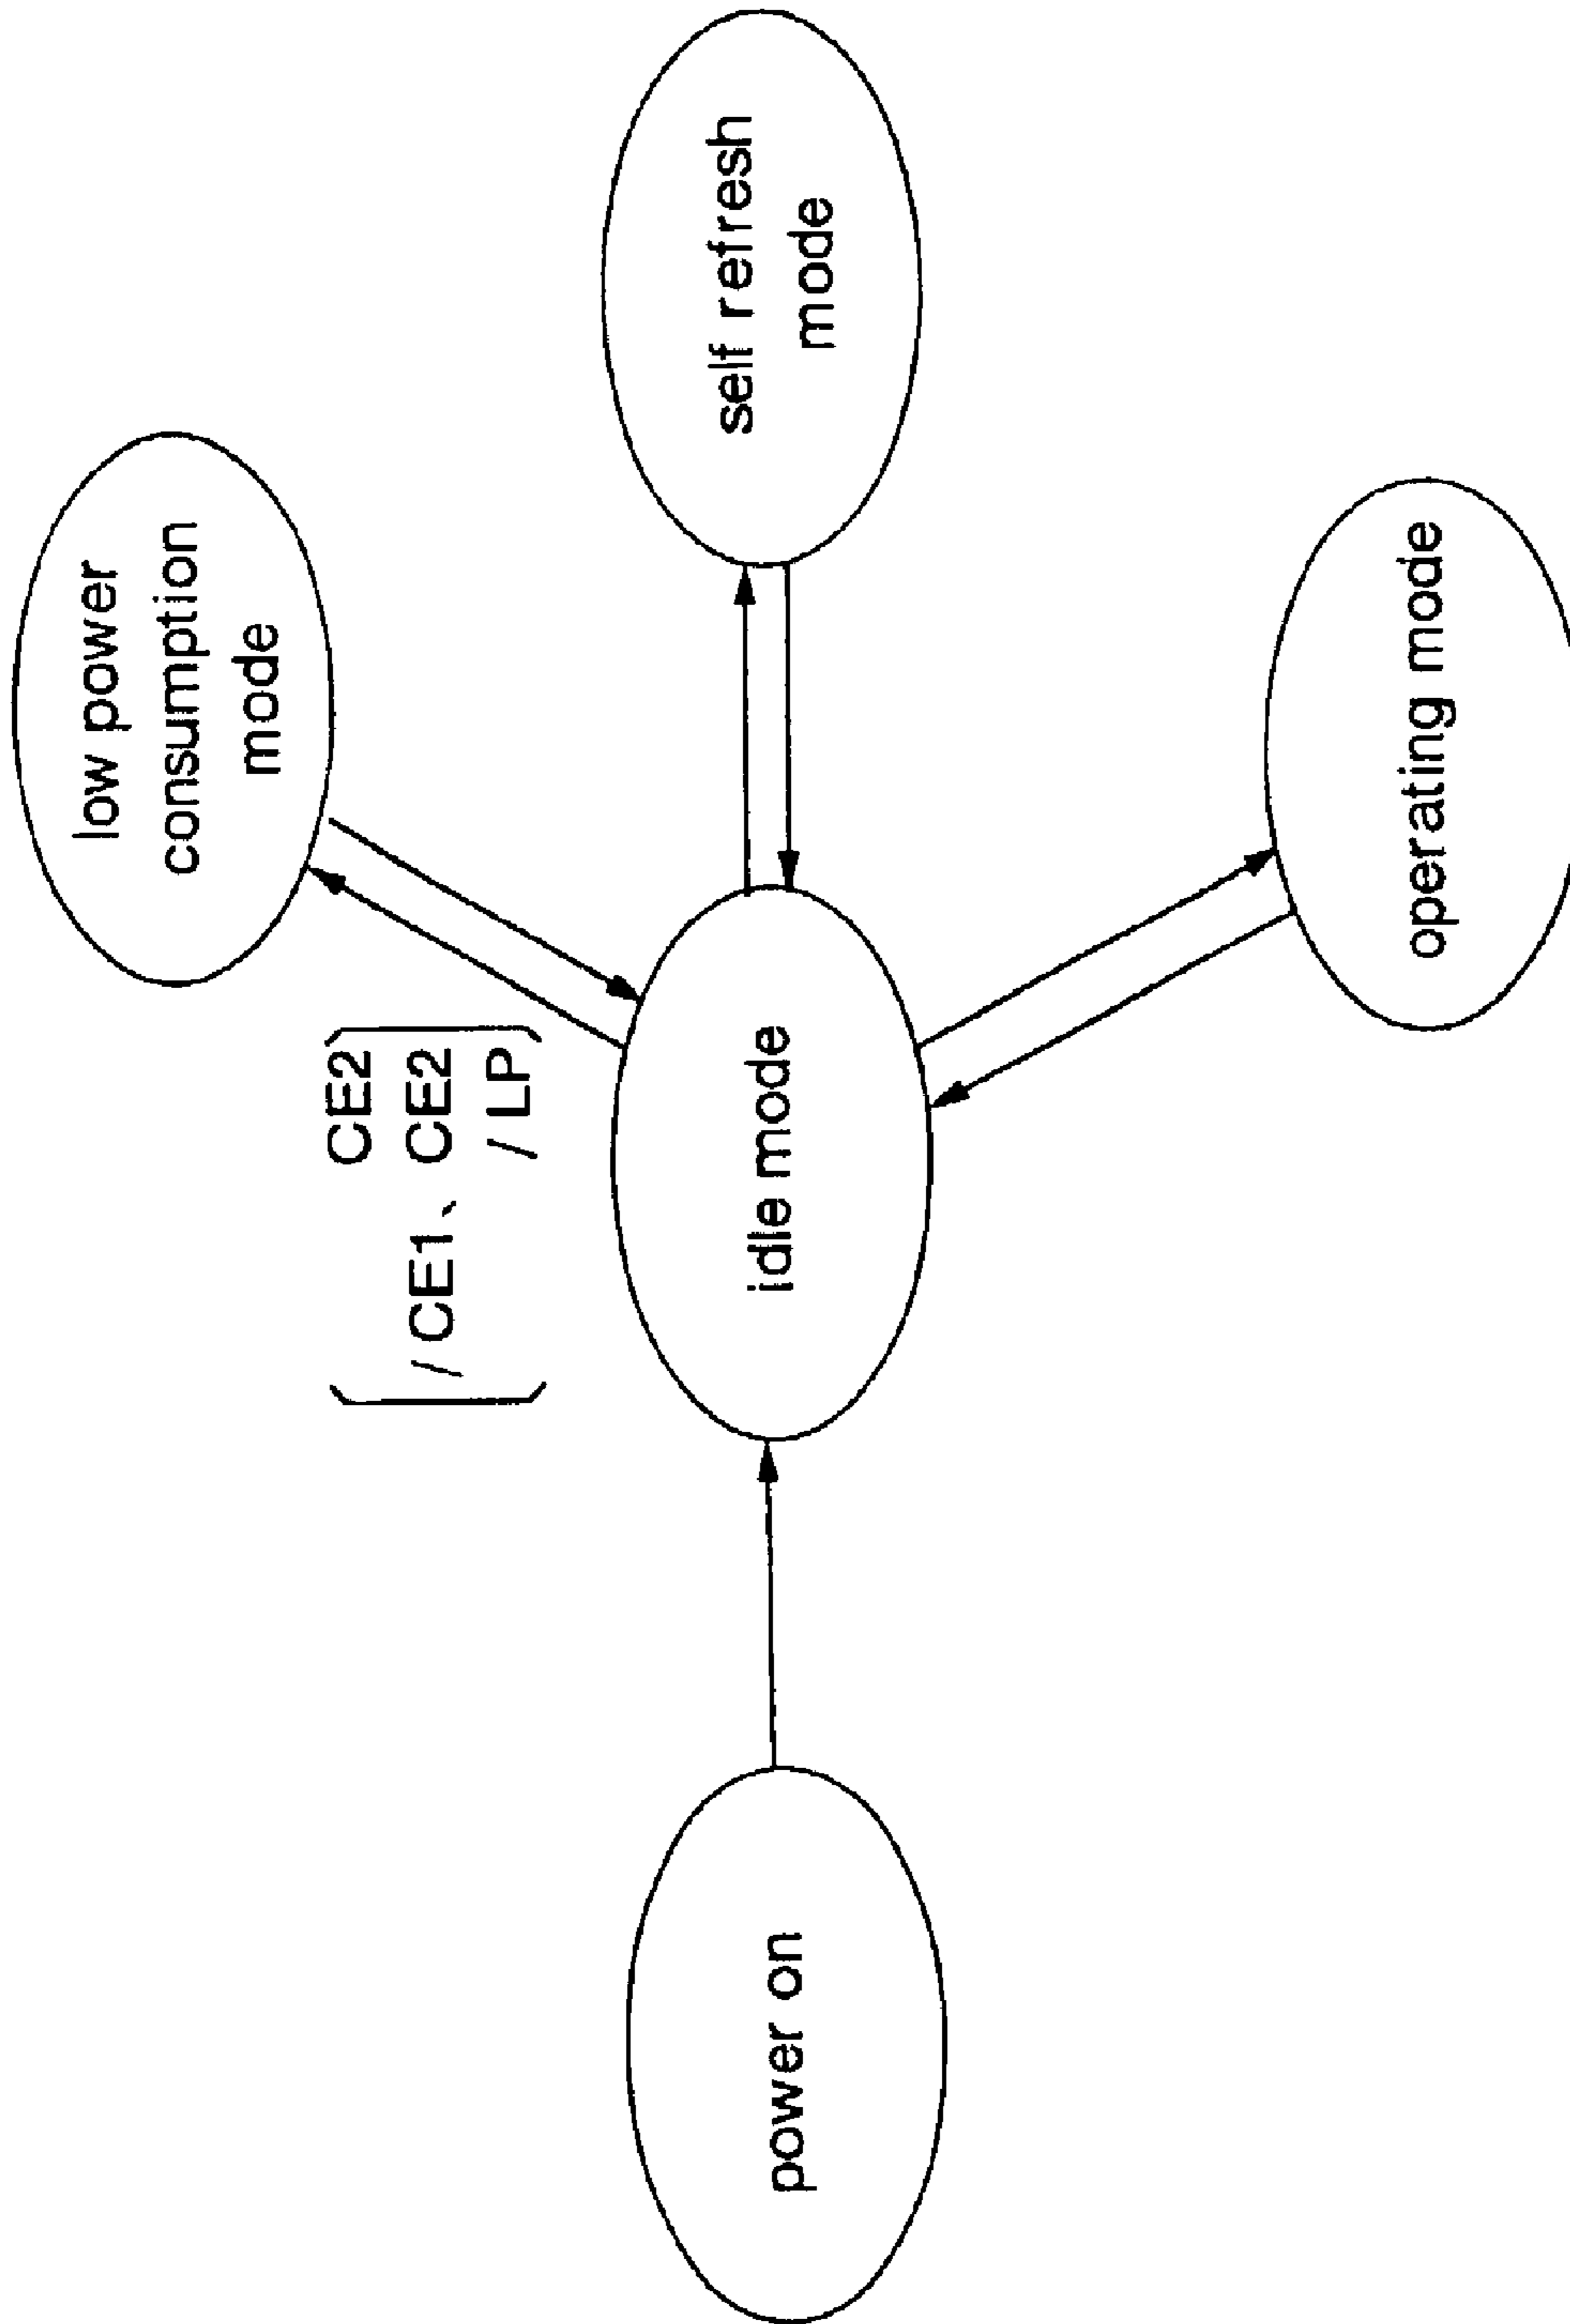 power on
idle mode
CE2
/CE1、CE2
/LP
low power
consumption
mode
self refresh
mode
operating mode